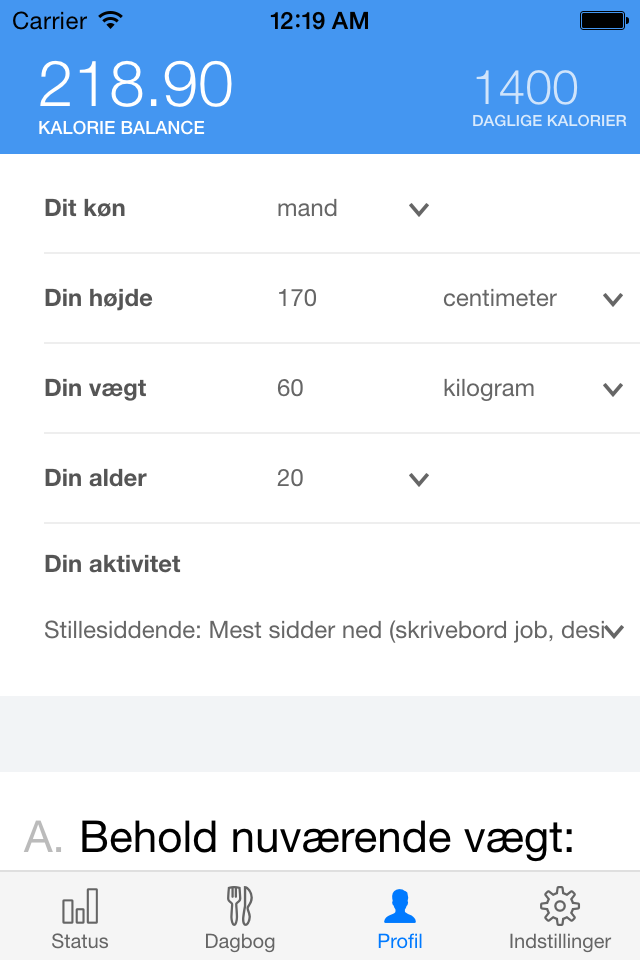 Carrier 12:19 AM
218.90 1400
KALORIE BALANCE DAGLIGE KALORIER
Dit køn mand
Din højde 170 centimeter
Din vægt 60 kilogram
Din alder 20
Din aktivitet
Stillesiddende: Mest sidder ned (skrivebord job, desi
A. Behold nuværende vægt:
Status Dagbog Profil Indstillinger